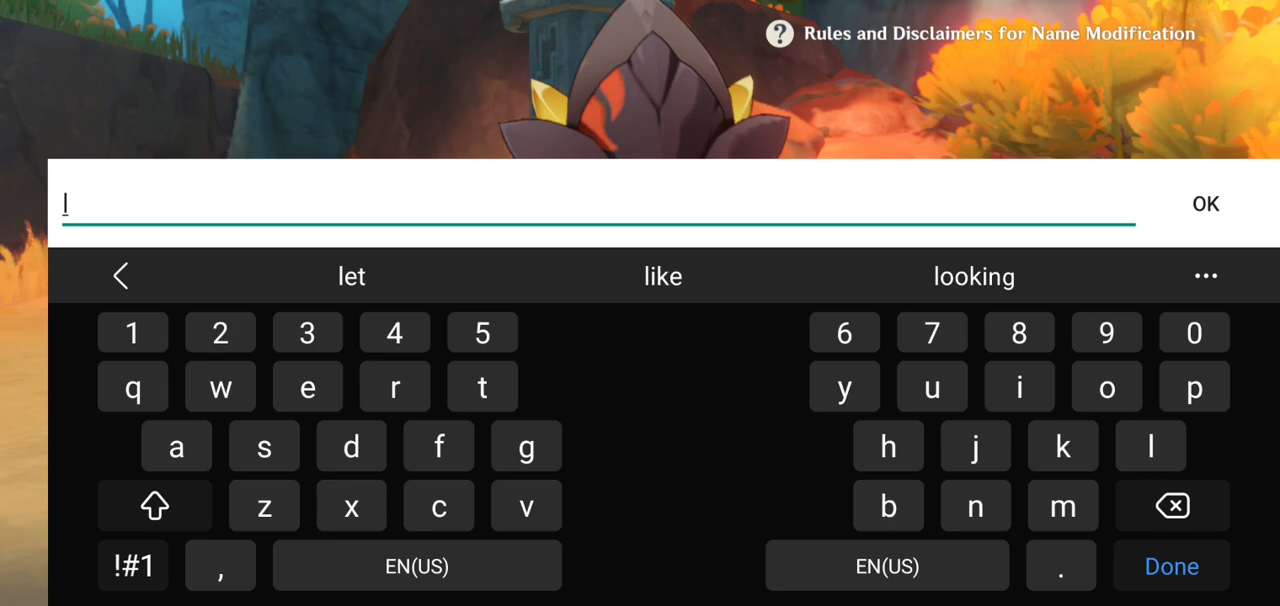 ? Rules and Disclaimers for Name Modification
l
OK
let like looking
1 2 3 4 5 6 7 8 9 0
q w e r t y u i o p
a s d f g h j k l
z x c v b n m
!#1 , EN(US) EN(US) . Done